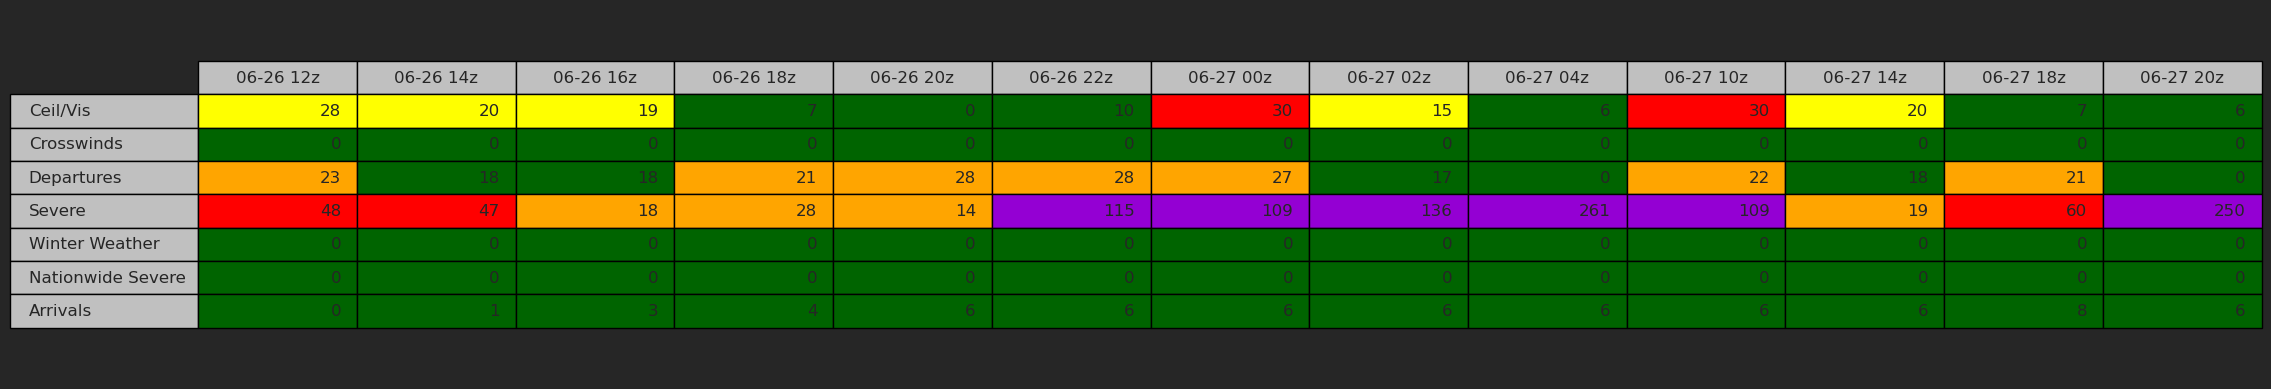 06-26 12z 06-26 14z 06-26 16z 06-26 18z 06-26 20z 06-26 22z 06-27 00z 06-27 02z 06-27 04z 06-27 10z 06-27 14z 06-27 18z 06-27 20z
Ceil/Vis 28 20 19 7 0 10 30 15 6 30 20 7 6
Crosswinds 0 0 0 0 0 0 0 0 0 0 0 0 0
Departures 23 18 18 21 28 28 27 17 0 22 18 21 0
Severe 48 47 18 28 14 115 109 136 261 109 19 60 250
Winter Weather 0 0 0 0 0 0 0 0 0 0 0 0 0
Nationwide Severe 0 0 0 0 0 0 0 0 0 0 0 0 0
Arrivals 0 1 3 4 6 6 6 6 6 6 6 8 6